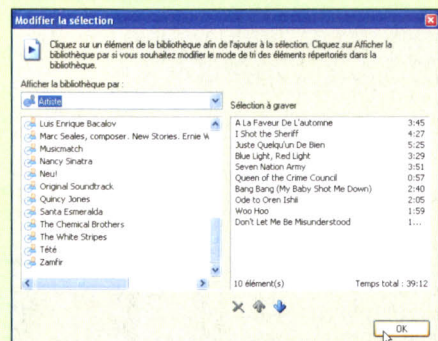 Modifier la sélection
Cliquez sur un élément de la bibliothèque afin de l'ajouter à la sélection. Cliquez sur Afficher la
bibliothèque par si vous souhaitez modifier le mode de tri des éléments répertoriés dans la
bibliothèque.
Afficher la bibliothèque par :
Artiste
Luis Enrique Bacalov
Marc Seales, composer. New Stories. Ernie W
Musicmatch
Nancy Sinatra
Neu!
Original Soundtrack
Quincy Jones
Santa Esmeralda
The Chemical Brothers
The White Stripes
Tété
Zamfir
Sélection à graver
A La Faveur De L'automne 3:45
I Shot the Sheriff 4:27
Juste Quelqu'un De Bien 5:25
Blue Light, Red Light 3:29
Seven Nation Army 3:51
Queen of the Crime Council 0:57
Bang Bang (My Baby Shot Me Down) 2:40
Ode to Oren Ishii 2:05
Woo Hoo 1:59
Don't Let Me Be Misunderstood 1...
10 élément(s) Temps total : 39:12
OK